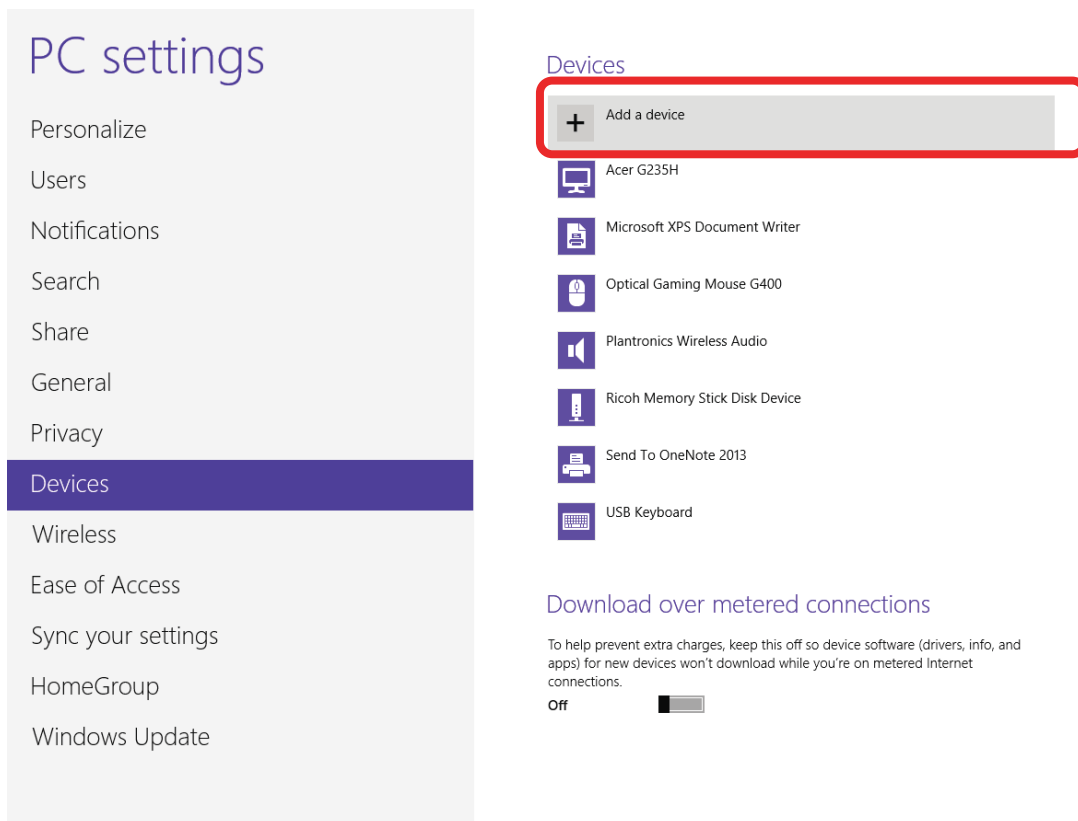 PC settings
Personalize
Users
Notifications
Search
Share
General
Privacy
Devices
Wireless
Ease of Access
Sync your settings
HomeGroup
Windows Update
Devices
Add a device
Acer G235H
Microsoft XPS Document Writer
Optical Gaming Mouse G400
Plantronics Wireless Audio
Ricoh Memory Stick Disk Device
Send To OneNote 2013
USB Keyboard
Download over metered connections
To help prevent extra charges, keep this off so device software (drivers, info, and
apps) for new devices won't download while you're on metered Internet
connections.
Off